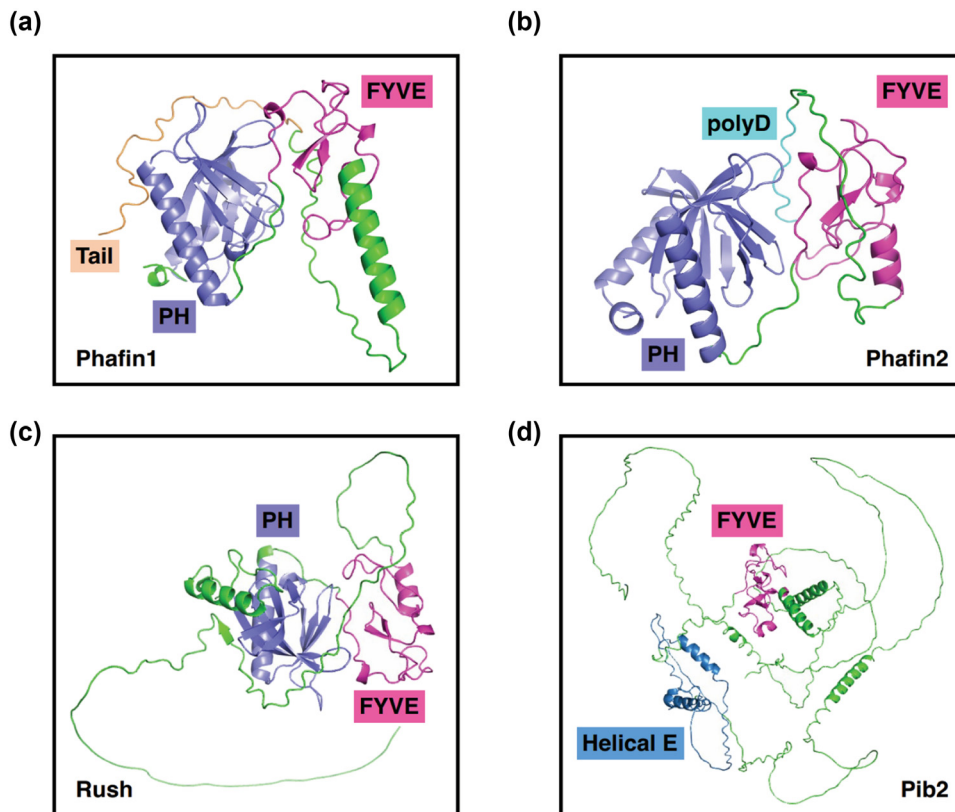 (a)
FYVE
Tail
PH
Phafin1
(b)
FYVE
polyD
PH
Phafin2
(c)
PH
FYVE
Rush
(d)
FYVE
Helical E
Pib2